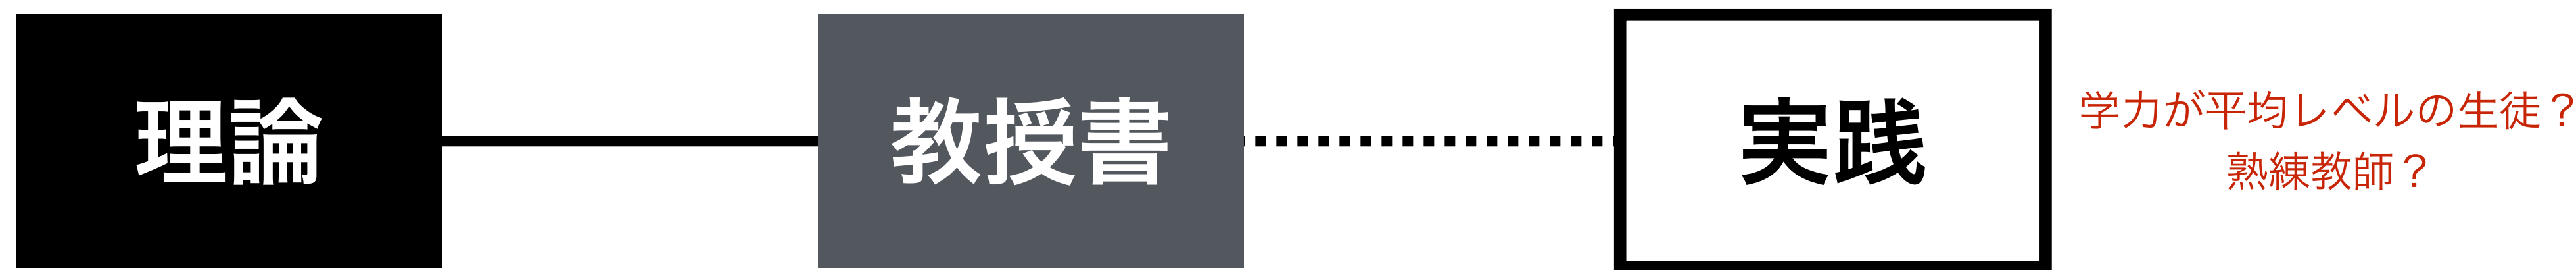 理論
教授書
実践
学力が平均レベルの生徒？
熟練教師？